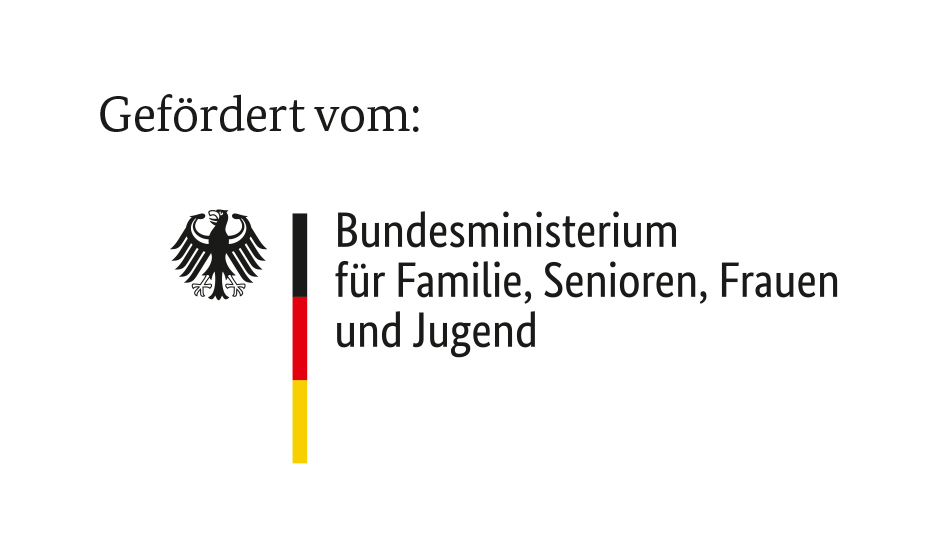 Gefördert vom:
Bundesministerium
für Familie, Senioren, Frauen
und Jugend